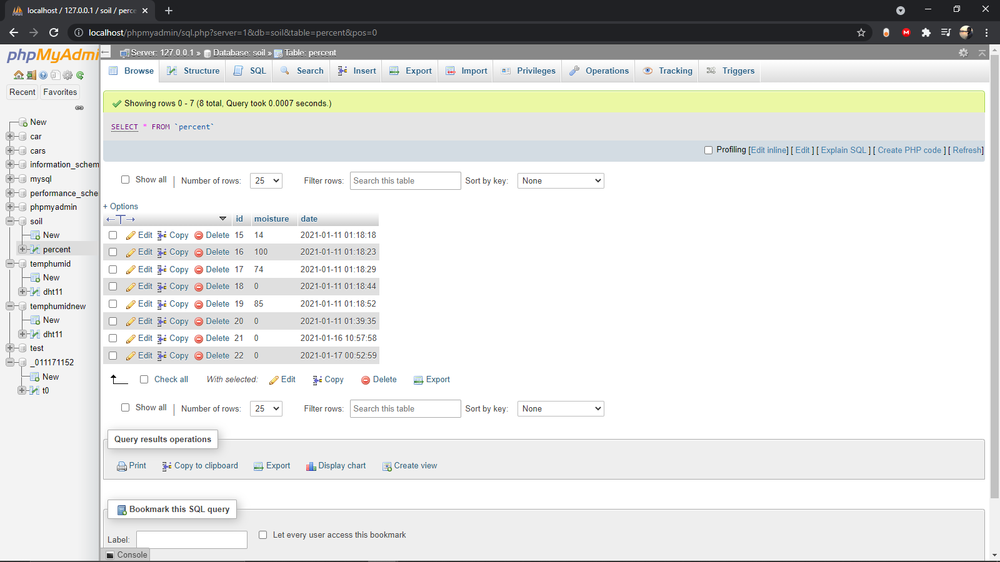 localhost / 127.0.0.1 / soil / perce
localhost/phpmyadmin/sql.php?server=1&db=soil&table=percent&pos=0
phpMyAdmi
Recent
Favorites
New
car
cars
information_schem
mysql
performance_sche
phpmyadmin
soil
New
percent
temphumid
New
dht11
temphumidnew
New
dht11
test
_011171152
New
t0
Server: 127.0.0.1 » Database: soil » Table: percent
Browse Structure SQL Search Insert Export Import Privileges Operations Tracking Triggers
Showing rows 0 - 7 (8 total, Query took 0.0007 seconds.)
SELECT * FROM `percent`
Profiling [Edit inline] [ Edit ] [ Explain SQL ] [ Create PHP code ] [ Refresh]
Show all | Number of rows: 25 Filter rows: Search this table Sort by key: None
+ Options
←T→ id moisture date
Edit Copy Delete 15 14 2021-01-11 01:18:18
Edit Copy Delete 16 100 2021-01-11 01:18:23
Edit Copy Delete 17 74 2021-01-11 01:18:29
Edit Copy Delete 18 0 2021-01-11 01:18:44
Edit Copy Delete 19 85 2021-01-11 01:18:52
Edit Copy Delete 20 0 2021-01-11 01:39:35
Edit Copy Delete 21 0 2021-01-16 10:57:58
Edit Copy Delete 22 0 2021-01-17 00:52:59
Check all With selected: Edit Copy Delete Export
Show all | Number of rows: 25 Filter rows: Search this table Sort by key: None
Query results operations
Print Copy to clipboard Export Display chart Create view
Bookmark this SQL query
Label: Let every user access this bookmark
Console